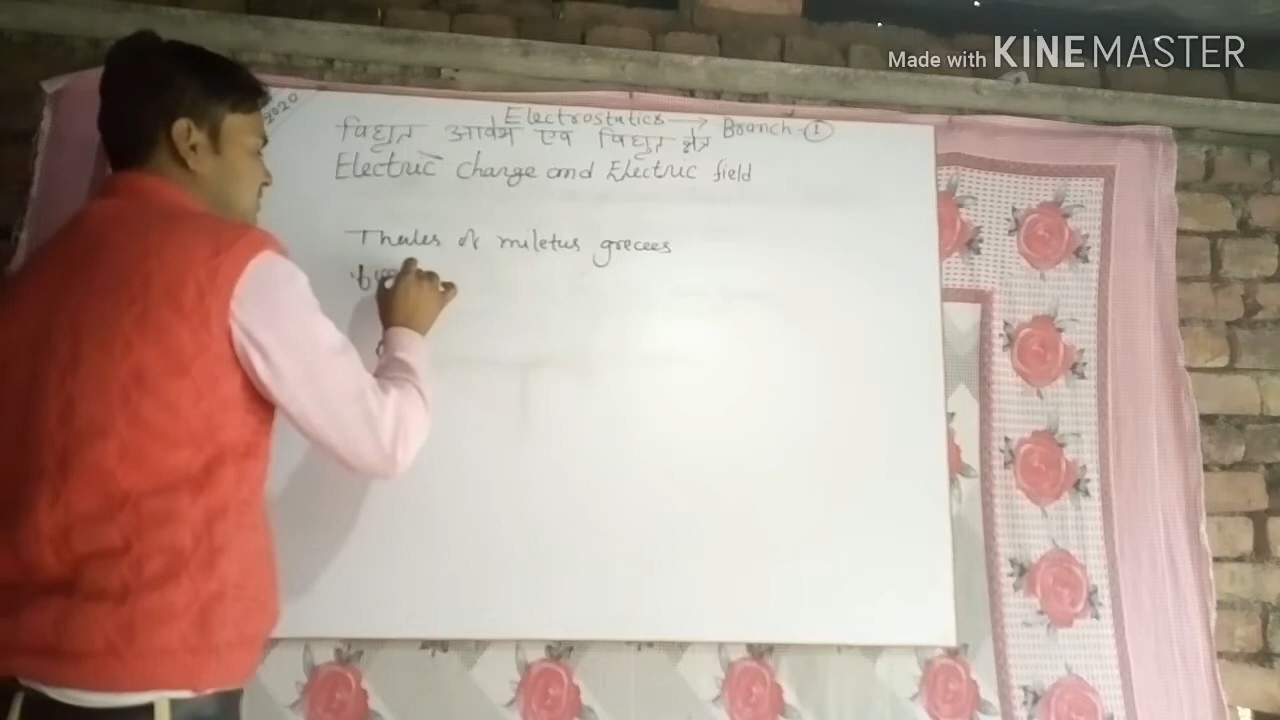 Made with KINEMASTER
2020
Electrostatics → Branch-①
विद्युत आवेश एवं विद्युत क्षेत्र
Electric charge and Electric field
Thales of miletus grecees